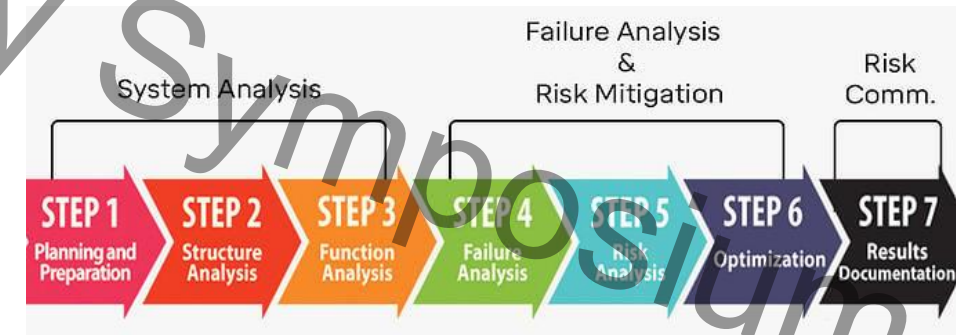 Failure Analysis
&
Risk Mitigation
System Analysis
Risk
Comm.
STEP 1
Planning and
Preparation
STEP 2
Structure
Analysis
STEP 3
Function
Analysis
STEP 4
Failure
Analysis
STEP 5
Risk
Analysis
STEP 6
Optimization
STEP 7
Results
Documentation
y Symposium